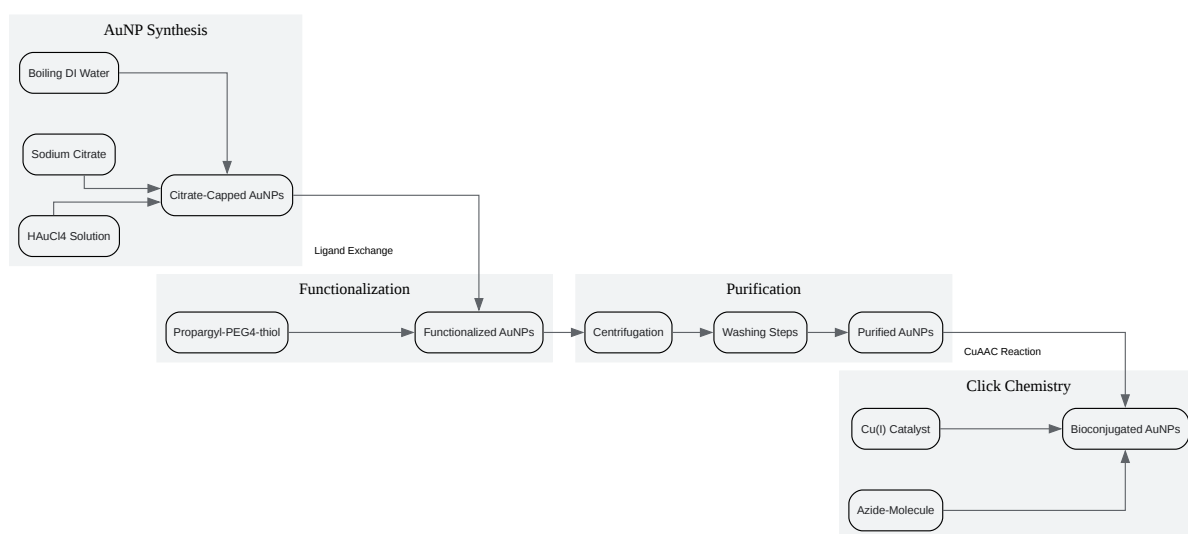 AuNP Synthesis
Boiling DI Water
Sodium Citrate
Citrate-Capped AuNPs
HAuCl4 Solution
Ligand Exchange
Functionalization
Propargyl-PEG4-thiol
Functionalized AuNPs
Purification
Centrifugation
Washing Steps
Purified AuNPs
CuAAC Reaction
Click Chemistry
Cu(I) Catalyst
Bioconjugated AuNPs
Azide-Molecule